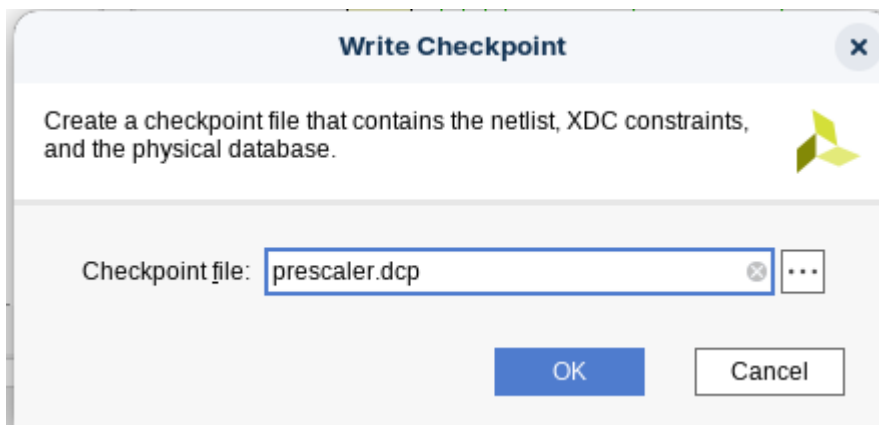 Write Checkpoint
Create a checkpoint file that contains the netlist, XDC constraints,
and the physical database.
Checkpoint file: prescaler.dcp
OK Cancel